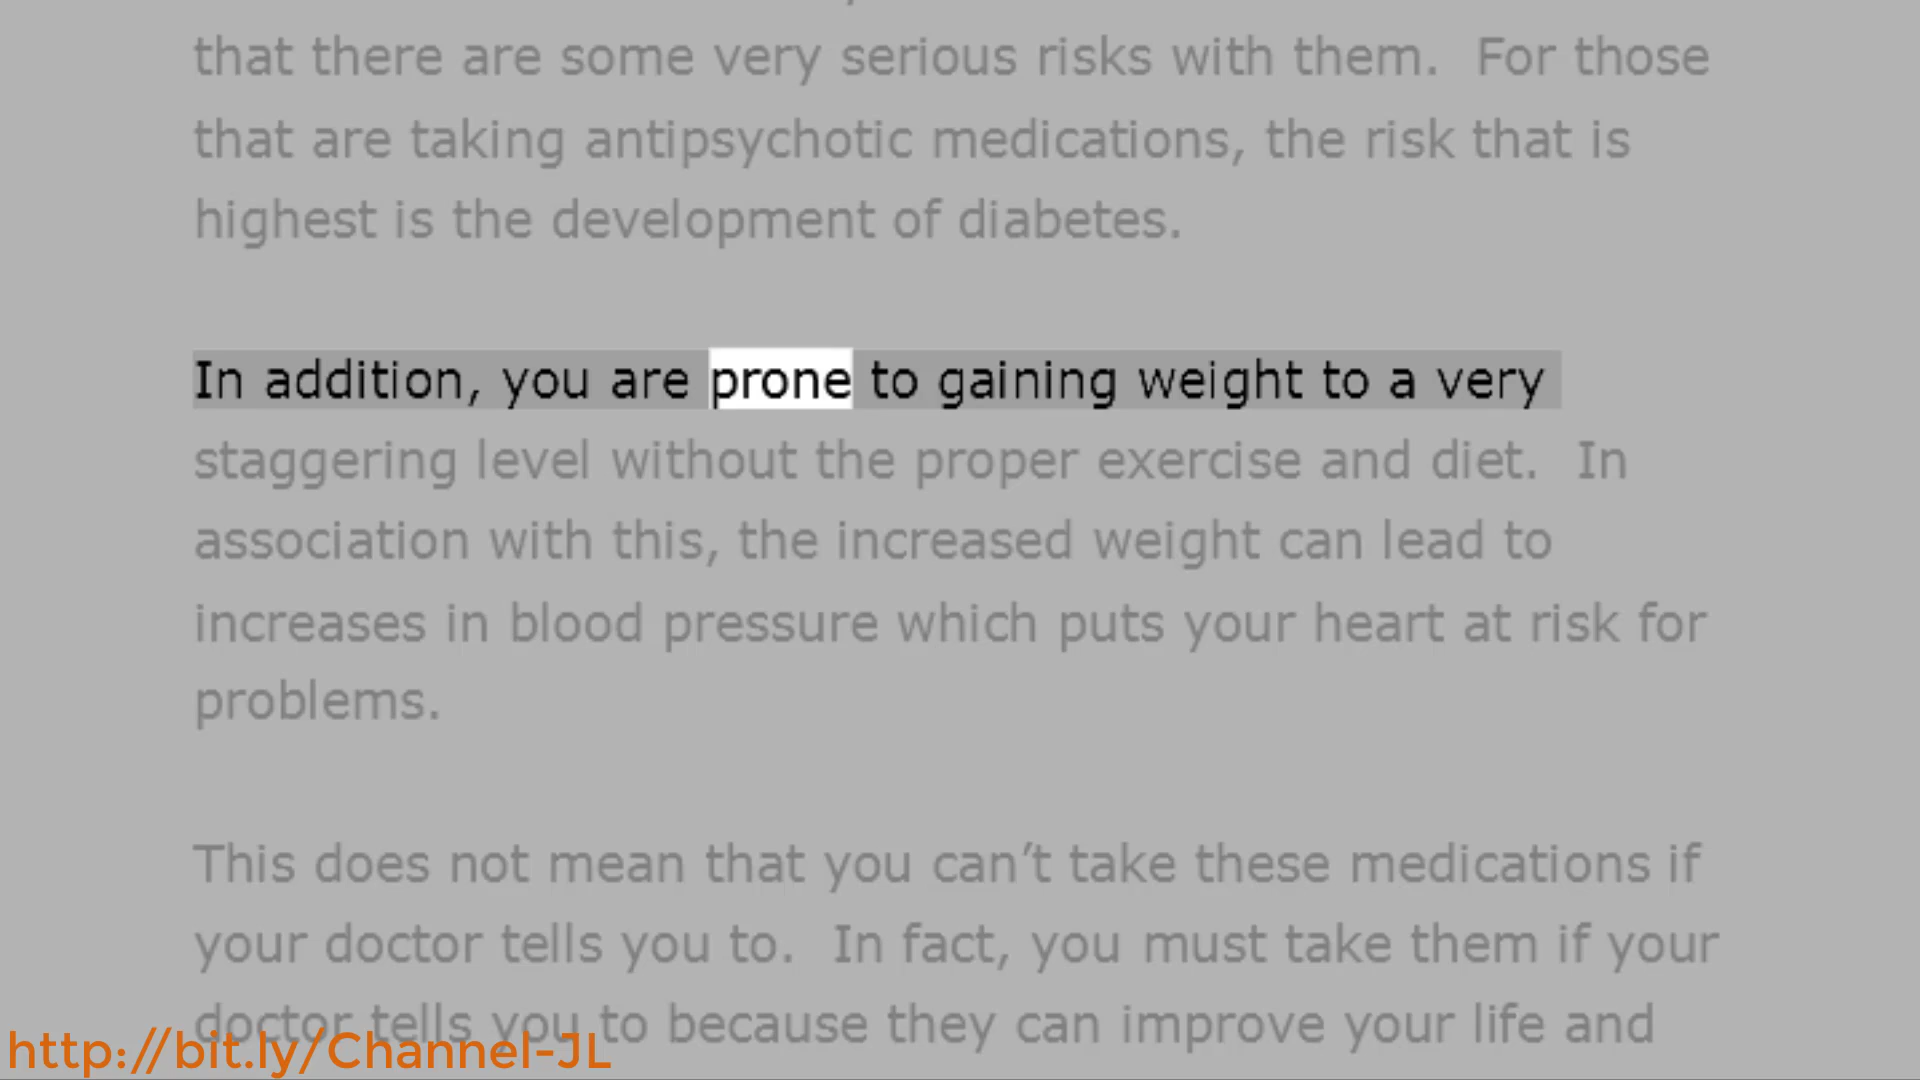 that there are some very serious risks with them.  For those
that are taking antipsychotic medications, the risk that is
highest is the development of diabetes.
In addition, you are prone to gaining weight to a very
staggering level without the proper exercise and diet.  In
association with this, the increased weight can lead to
increases in blood pressure which puts your heart at risk for
problems.
This does not mean that you can’t take these medications if
your doctor tells you to.  In fact, you must take them if your
doctor tells you to because they can improve your life and
http://bit.ly/Channel-JL